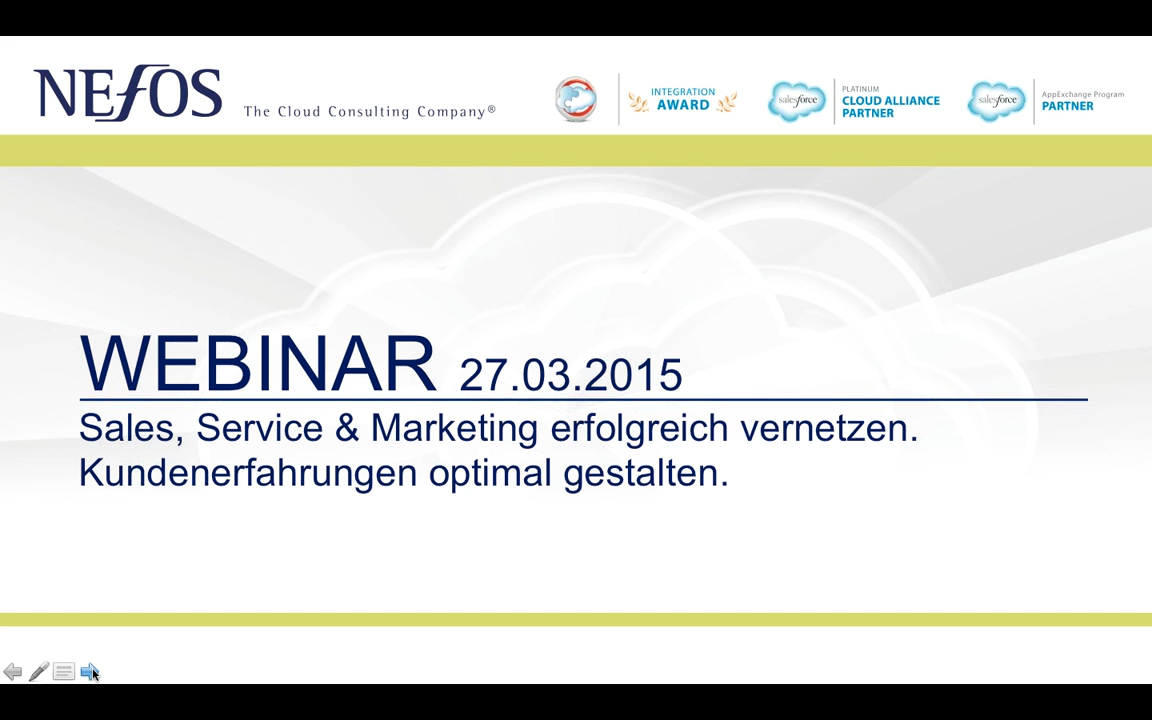 NEfOS The Cloud Consulting Company®
INTEGRATION
AWARD
salesforce
PLATINUM
CLOUD ALLIANCE
PARTNER
salesforce
AppExchange Program
PARTNER
WEBINAR 27.03.2015
Sales, Service & Marketing erfolgreich vernetzen.
Kundenerfahrungen optimal gestalten.